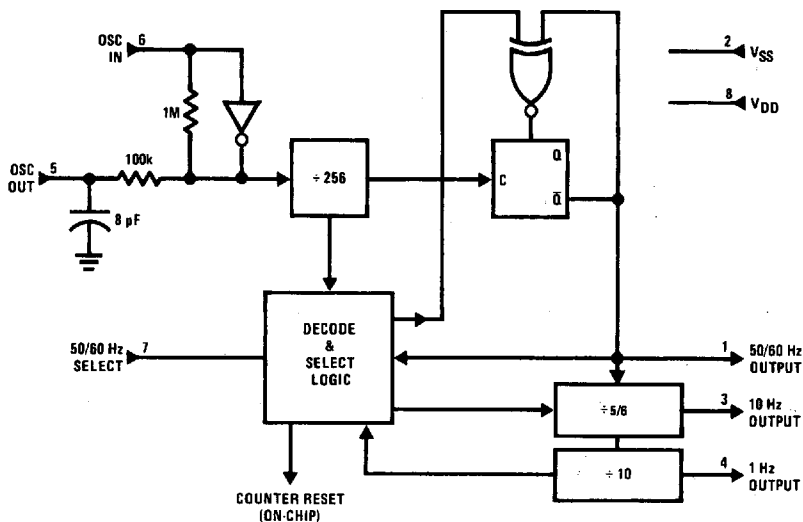 OSC
IN
6
2
VSS
8
VDD
1M
100k
OSC
OUT
5
8 pF
÷ 256
C
Q
Q̅
DECODE
&
SELECT
LOGIC
50/60 Hz
SELECT
7
1
50/60 Hz
OUTPUT
÷ 5/6
3
10 Hz
OUTPUT
÷ 10
4
1 Hz
OUTPUT
COUNTER RESET
(ON-CHIP)